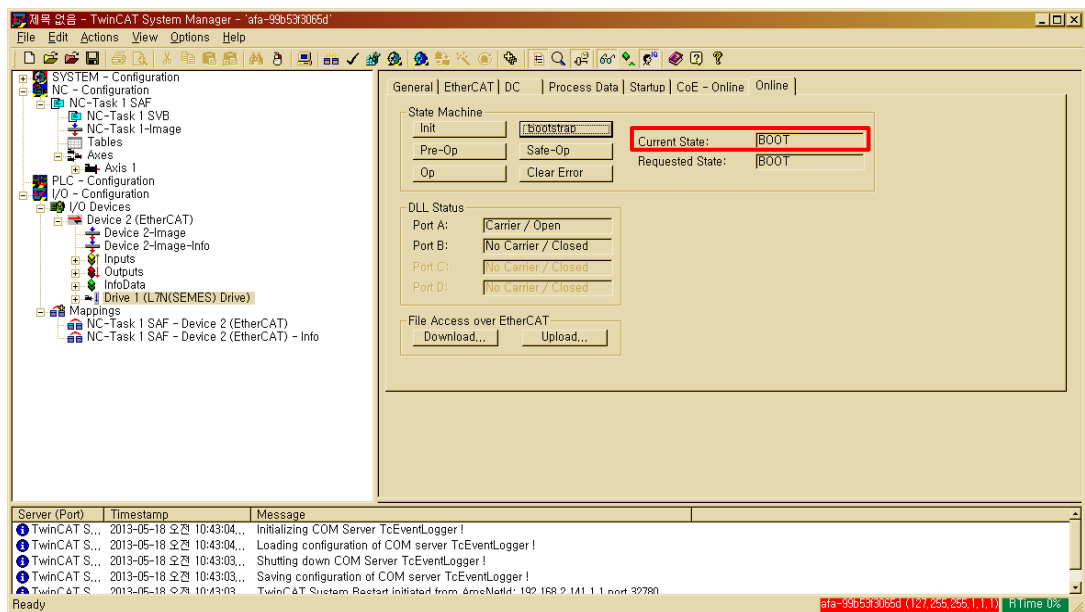 제목 없음 - TwinCAT System Manager - 'afa-99b53f3065d'
File Edit Actions View Options Help
SYSTEM - Configuration
NC - Configuration
NC-Task 1 SAF
NC-Task 1 SVB
NC-Task 1-Image
Tables
Axes
Axis 1
PLC - Configuration
I/O - Configuration
I/O Devices
Device 2 (EtherCAT)
Device 2-Image
Device 2-Image-Info
Inputs
Outputs
InfoData
Drive 1 (L7N(SEMES) Drive)
Mappings
NC-Task 1 SAF - Device 2 (EtherCAT)
NC-Task 1 SAF - Device 2 (EtherCAT) - Info
General EtherCAT DC Process Data Startup CoE - Online Online
State Machine
Init Bootstrap
Pre-Op Safe-Op
Op Clear Error
Current State: BOOT
Requested State: BOOT
DLL Status
Port A: Carrier / Open
Port B: No Carrier / Closed
Port C: No Carrier / Closed
Port D: No Carrier / Closed
File Access over EtherCAT
Download... Upload...
Server (Port) Timestamp Message
TwinCAT S... 2013-05-18 오전 10:43:04... Initializing COM Server TcEventLogger !
TwinCAT S... 2013-05-18 오전 10:43:04... Loading configuration of COM server TcEventLogger !
TwinCAT S... 2013-05-18 오전 10:43:03... Shutting down COM Server TcEventLogger !
TwinCAT S... 2013-05-18 오전 10:43:03... Saving configuration of COM server TcEventLogger !
TwinCAT S... 2013-05-18 오전 10:43:03... TwinCAT System Restart initiated from AmsNetId: 192.168.2.141.1.1 port 32780
Ready afa-99b53f3065d (127.255.255.1.1.1) RTime 0%